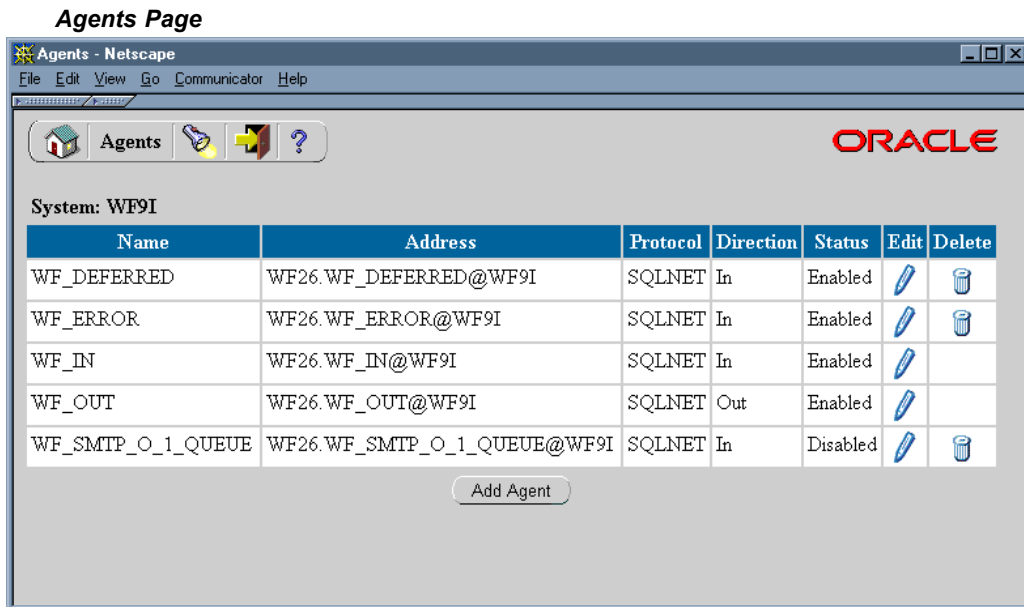 Agents Page
Agents - Netscape
File Edit View Go Communicator Help
Agents ? ORACLE
System: WF9I
Name Address Protocol Direction Status Edit Delete
WF_DEFERRED WF26.WF_DEFERRED@WF9I SQLNET In Enabled
WF_ERROR WF26.WF_ERROR@WF9I SQLNET In Enabled
WF_IN WF26.WF_IN@WF9I SQLNET In Enabled
WF_OUT WF26.WF_OUT@WF9I SQLNET Out Enabled
WF_SMTP_O_1_QUEUE WF26.WF_SMTP_O_1_QUEUE@WF9I SQLNET In Disabled
Add Agent